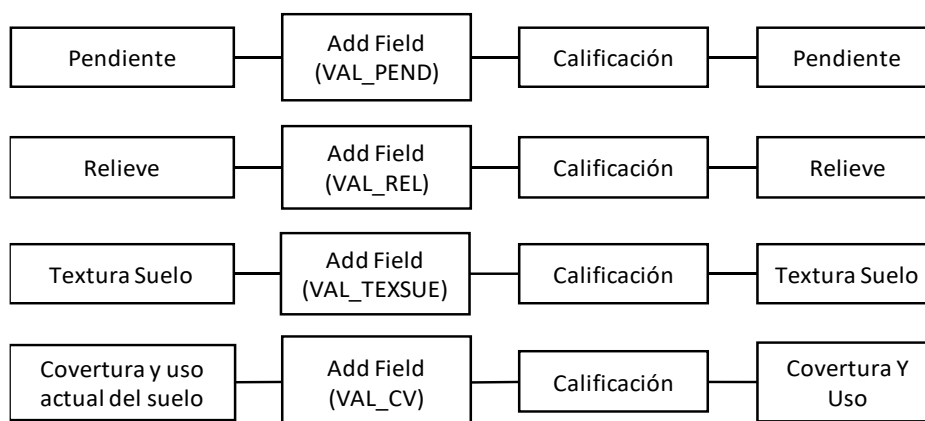 Pendiente
Add Field
(VAL_PEND)
Calificación
Pendiente
Relieve
Add Field
(VAL_REL)
Calificación
Relieve
Textura Suelo
Add Field
(VAL_TEXSUE)
Calificación
Textura Suelo
Covertura y uso
actual del suelo
Add Field
(VAL_CV)
Calificación
Covertura Y
Uso